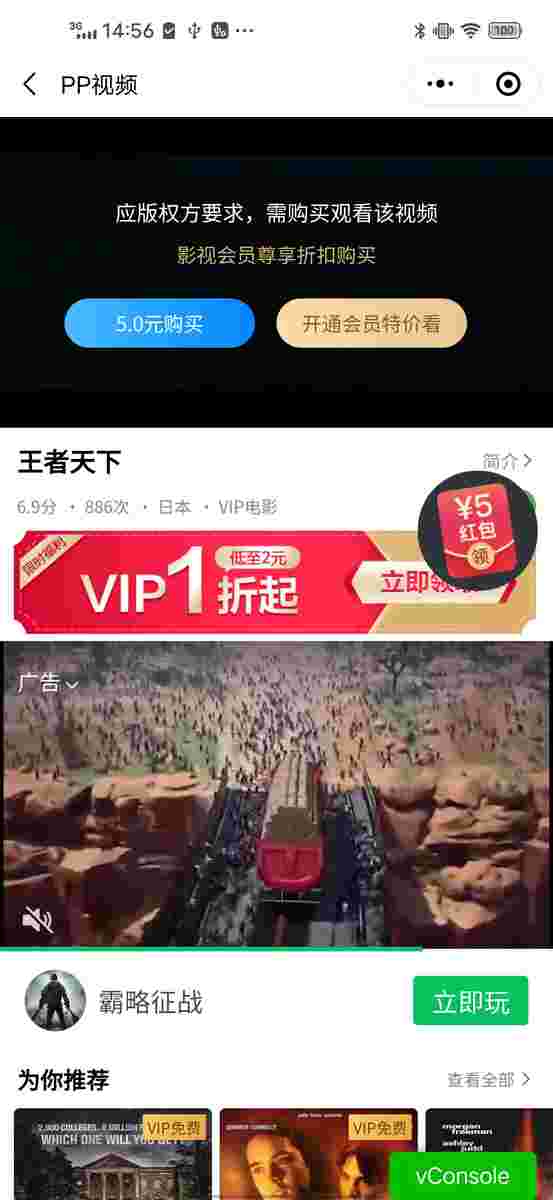 3G 14:56 ... 100
PP视频
应版权方要求，需购买观看该视频
影视会员尊享折扣购买
5.0元购买
开通会员特价看
王者天下
简介
6.9分 · 886次 · 日本 · VIP电影
¥5
红包
领
限时福利
VIP1折起
低至2元
立即领
广告
霸略征战
立即玩
为你推荐
查看全部
WHICH ONE WILL YOU GET
VIP免费
VIP免费
morgan
freeman
ashley
judd
vConsole